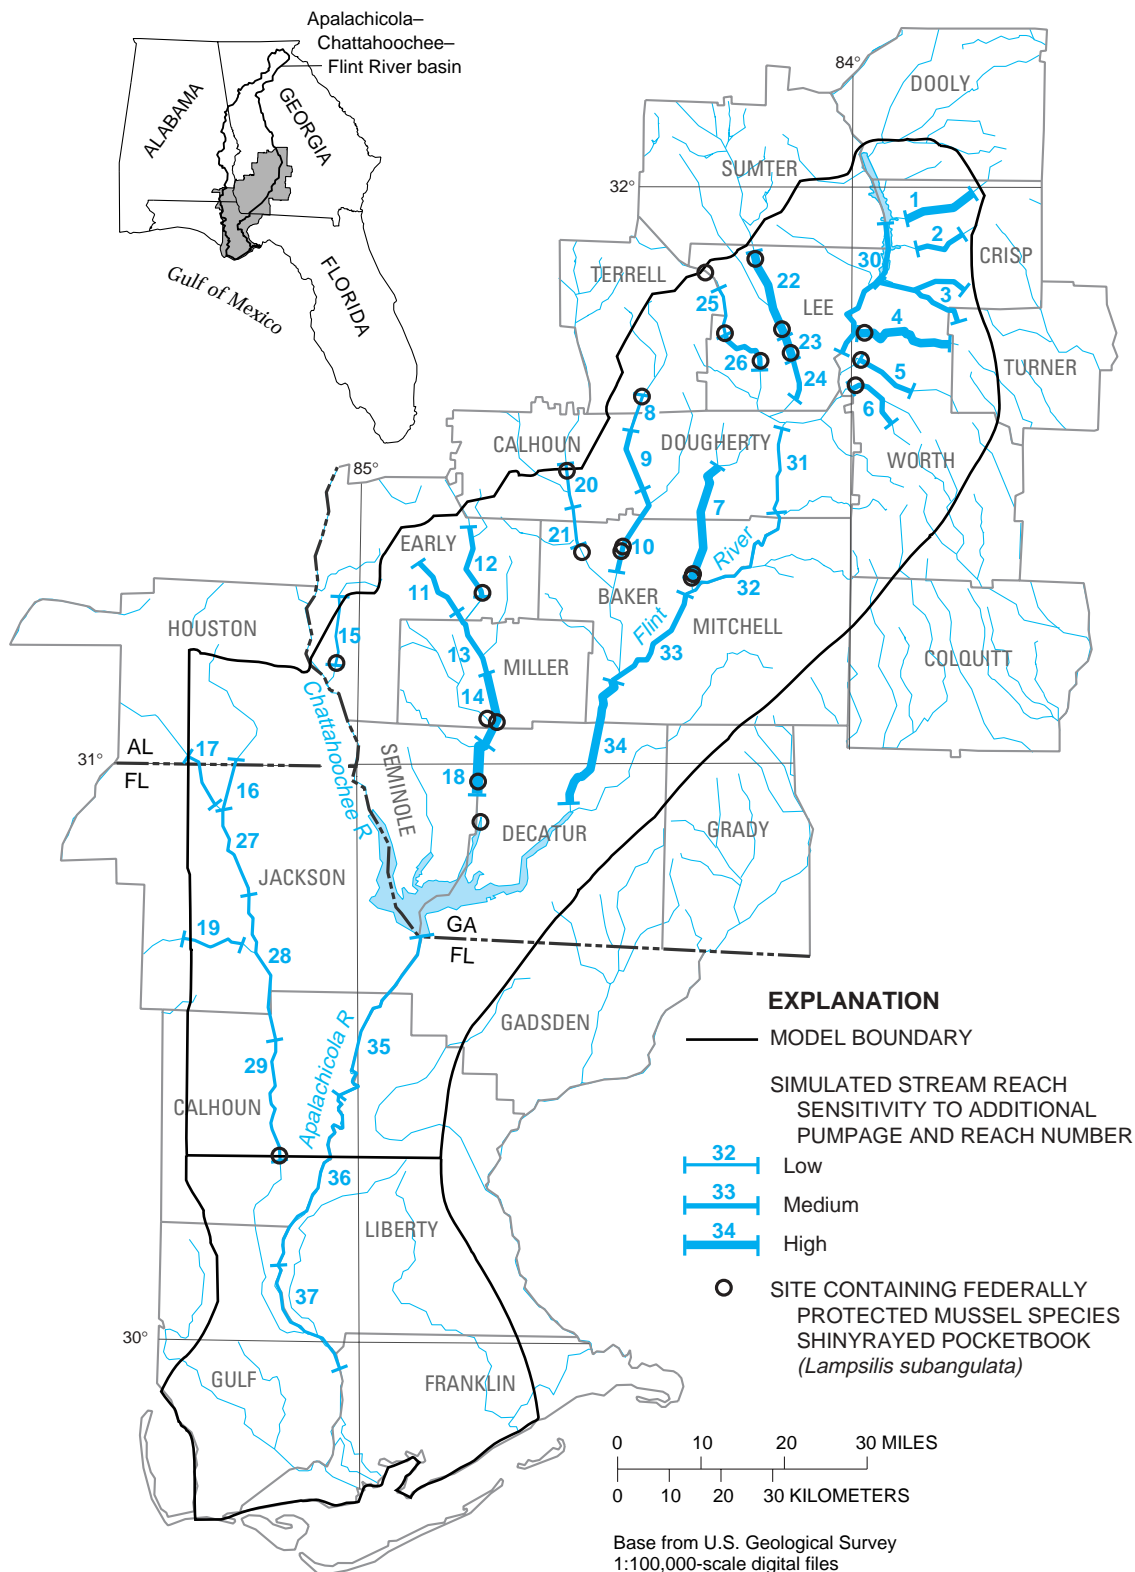 Apalachicola–
Chattahoochee–
Flint River basin
ALABAMA
GEORGIA
FLORIDA
Gulf of Mexico
84°
DOOLY
SUMTER
32°
1
2
CRISP
30
3
TERRELL
22
LEE
25
4
23
26
24
5
TURNER
6
8
CALHOUN
DOUGHERTY
WORTH
85°
20
9
31
7
21
10
EARLY
12
11
BAKER
River
32
Flint
MITCHELL
HOUSTON
15
13
MILLER
33
COLQUITT
14
Chattahoochee R
34
17
AL
31°
FL
16
SEMINOLE
18
27
DECATUR
GRADY
JACKSON
19
28
GA
FL
GADSDEN
35
Apalachicola R
29
CALHOUN
36
LIBERTY
37
30°
GULF
FRANKLIN
EXPLANATION
MODEL BOUNDARY
SIMULATED STREAM REACH
SENSITIVITY TO ADDITIONAL
PUMPAGE AND REACH NUMBER
32
Low
33
Medium
34
High
SITE CONTAINING FEDERALLY
PROTECTED MUSSEL SPECIES
SHINYRAYED POCKETBOOK
(Lampsilis subangulata)
0 10 20 30 MILES
0 10 20 30 KILOMETERS
Base from U.S. Geological Survey
1:100,000-scale digital files